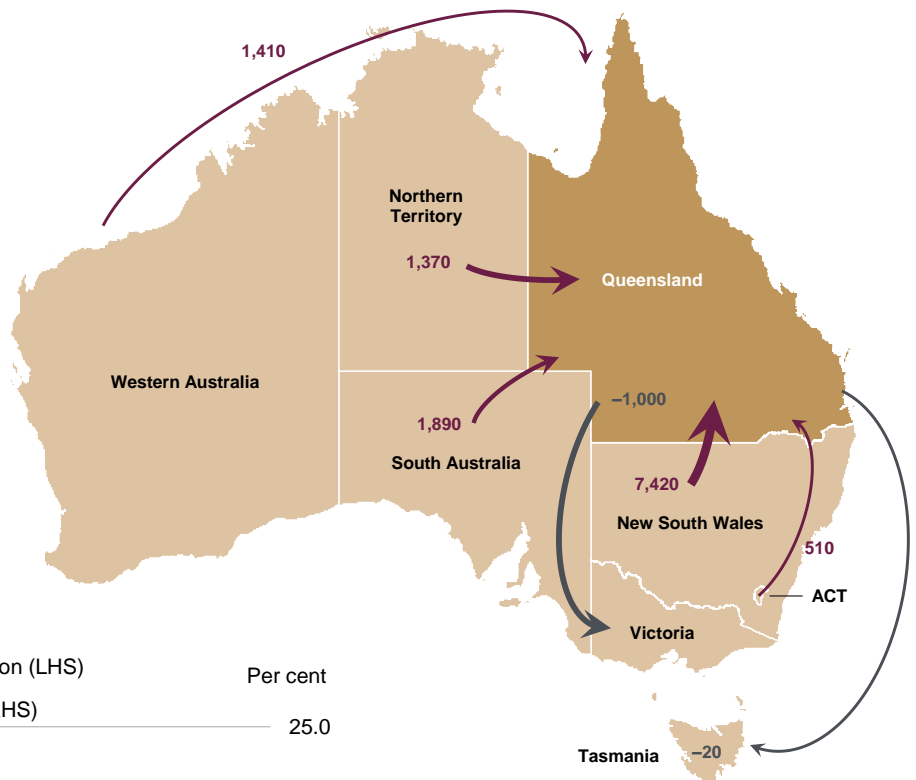 1,410
Northern
Territory
1,370
Queensland
Western Australia
–1,000
1,890
South Australia
7,420
New South Wales
510
ACT
Victoria
on (LHS)
Per cent
HS)
25.0
Tasmania
–20